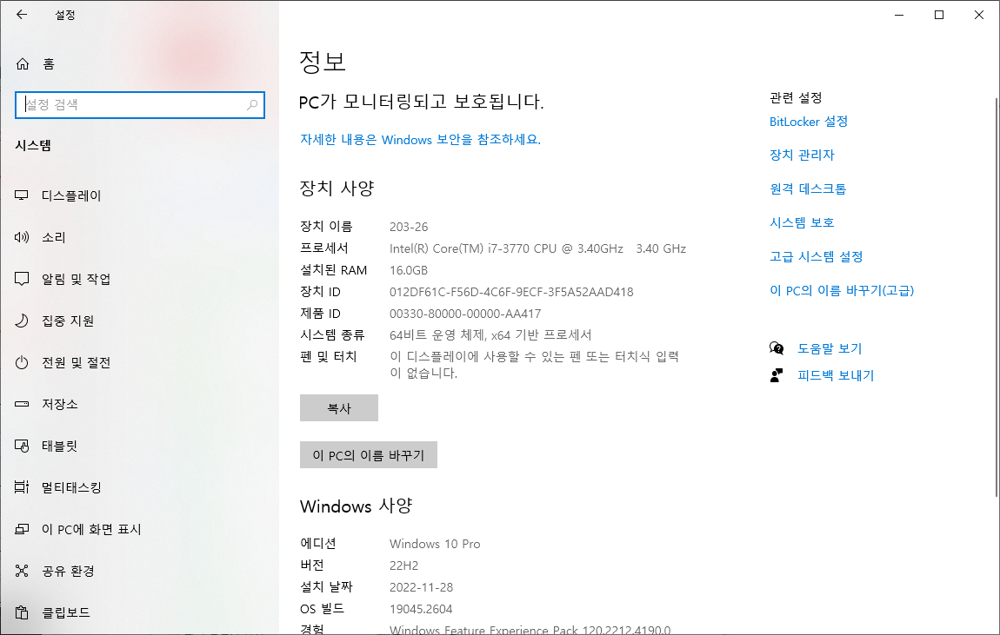 설정
홈
설정 검색
시스템
디스플레이
소리
알림 및 작업
집중 지원
전원 및 절전
저장소
태블릿
멀티태스킹
이 PC에 화면 표시
공유 환경
클립보드
정보
PC가 모니터링되고 보호됩니다.
자세한 내용은 Windows 보안을 참조하세요.
장치 사양
장치 이름 203-26
프로세서 Intel(R) Core(TM) i7-3770 CPU @ 3.40GHz 3.40 GHz
설치된 RAM 16.0GB
장치 ID 012DF61C-F56D-4C6F-9ECF-3F5A52AAD418
제품 ID 00330-80000-00000-AA417
시스템 종류 64비트 운영 체제, x64 기반 프로세서
펜 및 터치 이 디스플레이에 사용할 수 있는 펜 또는 터치식 입력
이 없습니다.
복사
이 PC의 이름 바꾸기
Windows 사양
에디션 Windows 10 Pro
버전 22H2
설치 날짜 2022-11-28
OS 빌드 19045.2604
경험 Windows Feature Experience Pack 120.2212.4190.0
관련 설정
BitLocker 설정
장치 관리자
원격 데스크톱
시스템 보호
고급 시스템 설정
이 PC의 이름 바꾸기(고급)
도움말 보기
피드백 보내기